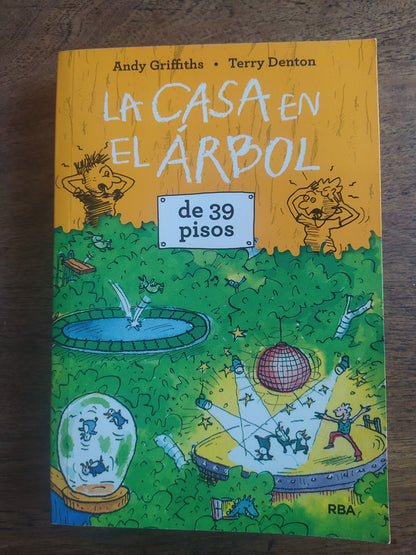 Andy Griffiths • Terry Denton
LA CASA EN
EL ÁRBOL
de 39
pisos
RBA